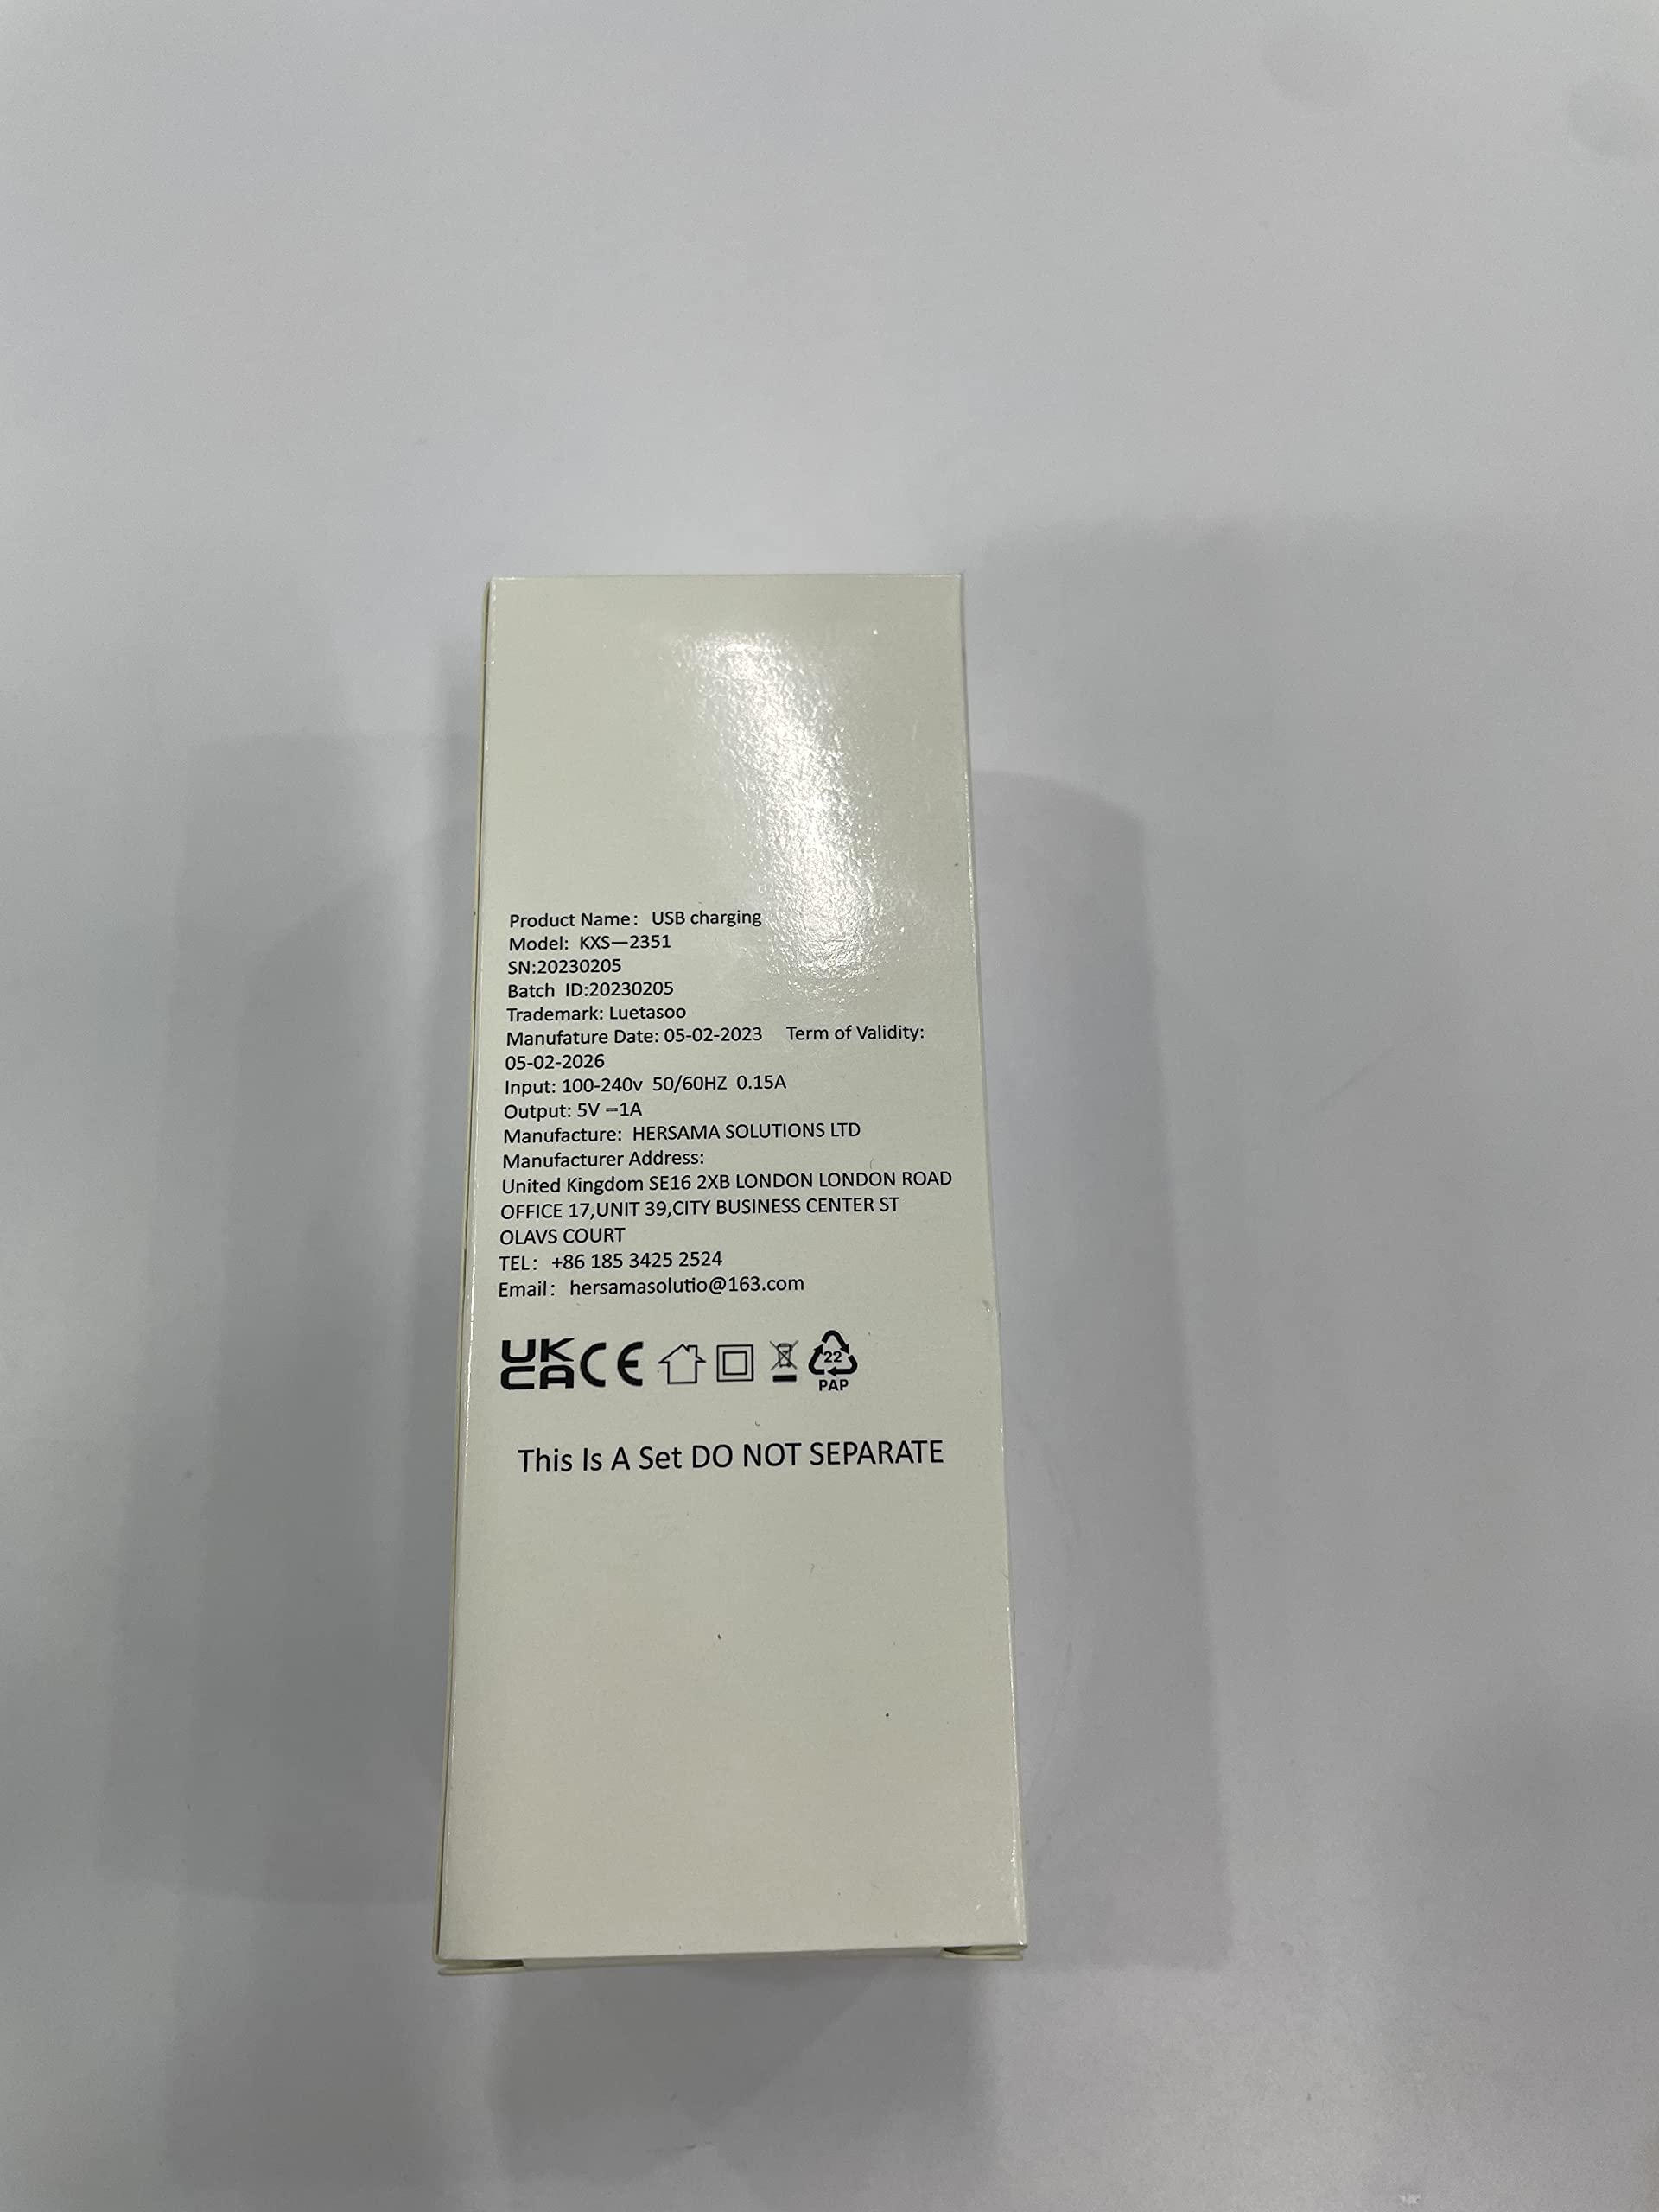 Product Name: USB charging
Model: KXS—2351
SN:20230205
Batch ID:20230205
Trademark: Luetasoo
Manufature Date: 05-02-2023 Term of Validity:
05-02-2026
Input: 100-240v 50/60HZ 0.15A
Output: 5V ⎓1A
Manufacture: HERSAMA SOLUTIONS LTD
Manufacturer Address:
United Kingdom SE16 2XB LONDON LONDON ROAD
OFFICE 17,UNIT 39,CITY BUSINESS CENTER ST
OLAVS COURT
TEL: +86 185 3425 2524
Email: hersamasolutio@163.com
UK
CA CE 22
PAP
This Is A Set DO NOT SEPARATE